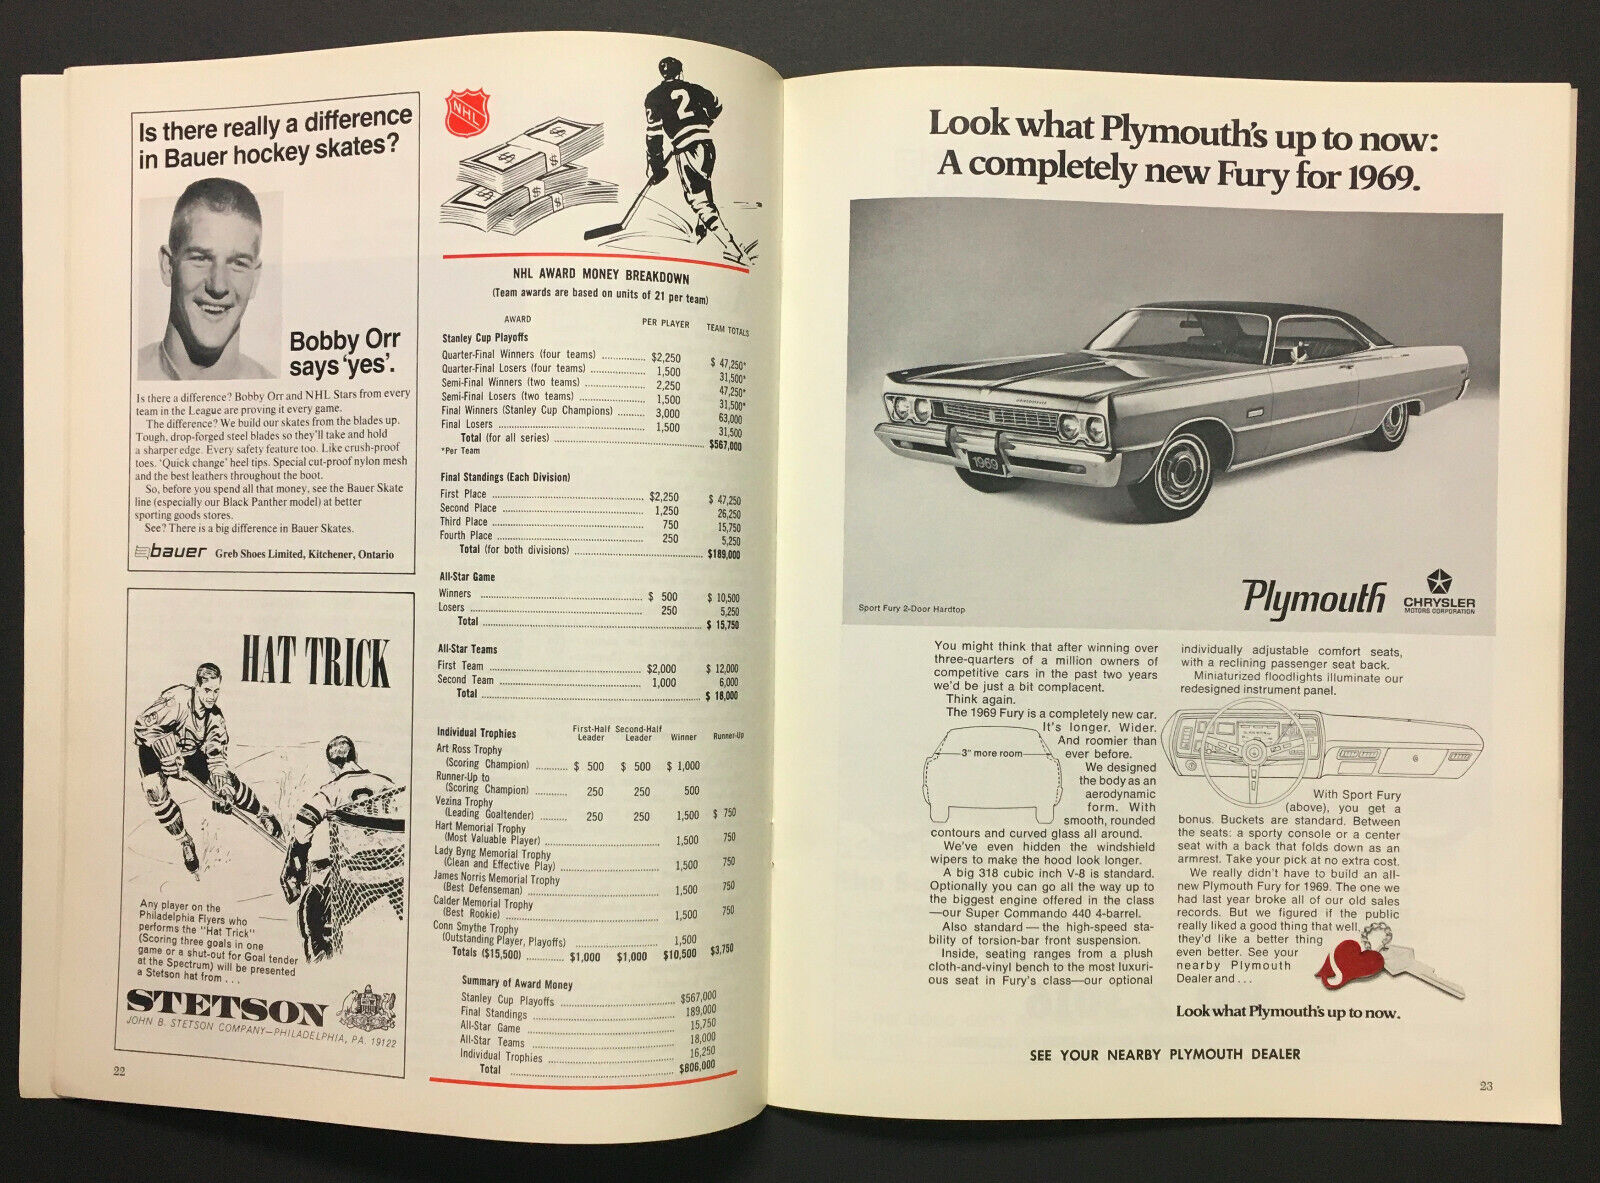 Is there really a difference
in Bauer hockey skates?
Bobby Orr
says 'yes'.
Is there a difference? Bobby Orr and NHL Stars from every
team in the League are proving it every game.
The difference? We build our skates from the blades up.
Tough, drop-forged steel blades so they'll take and hold
a sharper edge. Every safety feature too. Like crush-proof
toes. 'Quick change' heel tips. Special cut-proof nylon mesh
and the best leathers throughout the boot.
So, before you spend all that money, see the Bauer Skate
line (especially our Black Panther model) at better
sporting goods stores.
See? There is a big difference in Bauer Skates.
bauer Greb Shoes Limited, Kitchener, Ontario
HAT TRICK
Any player on the
Philadelphia Flyers who
performs the "Hat Trick"
(Scoring three goals in one
game or a shut-out for Goal tender
at the Spectrum) will be presented
a Stetson hat from . . .
STETSON
JOHN B. STETSON COMPANY—PHILADELPHIA, PA. 19122
22
NHL
2
2
$
$
$
$
NHL AWARD MONEY BREAKDOWN
(Team awards are based on units of 21 per team)
AWARD PER PLAYER TEAM TOTALS
Stanley Cup Playoffs
Quarter-Final Winners (four teams) .............. $2,250 $ 47,250*
Quarter-Final Losers (four teams) ................ 1,500 31,500*
Semi-Final Winners (two teams) .................. 2,250 47,250*
Semi-Final Losers (two teams) .................... 1,500 31,500*
Final Winners (Stanley Cup Champions) ........ 3,000 63,000
Final Losers ........................................ 1,500 31,500
Total (for all series) ........................................ $567,000
*Per Team
Final Standings (Each Division)
First Place ........................................ $2,250 $ 47,250
Second Place ........................................ 1,250 26,250
Third Place ........................................ 750 15,750
Fourth Place ........................................ 250 5,250
Total (for both divisions) ........................................ $189,000
All-Star Game
Winners ........................................ $ 500 $ 10,500
Losers ........................................ 250 5,250
Total ........................................ $ 15,750
All-Star Teams
First Team ........................................ $2,000 $ 12,000
Second Team ........................................ 1,000 6,000
Total ........................................ $ 18,000
Individual Trophies First-Half Leader Second-Half Leader Winner Runner-Up
Art Ross Trophy
(Scoring Champion) .......... $ 500 $ 500 $ 1,000
Runner-Up to
(Scoring Champion) .......... 250 250 500
Vezina Trophy
(Leading Goaltender) ........ 250 250 1,500 $ 750
Hart Memorial Trophy
(Most Valuable Player) .............................. 1,500 750
Lady Byng Memorial Trophy
(Clean and Effective Play) .............................. 1,500 750
James Norris Memorial Trophy
(Best Defenseman) .............................. 1,500 750
Calder Memorial Trophy
(Best Rookie) .............................. 1,500 750
Conn Smythe Trophy
(Outstanding Player, Playoffs) .............................. 1,500
Totals ($15,500) .......... $1,000 $1,000 $10,500 $3,750
Summary of Award Money
Stanley Cup Playoffs .............................. $567,000
Final Standings .............................. 189,000
All-Star Game .............................. 15,750
All-Star Teams .............................. 18,000
Individual Trophies .............................. 16,250
Total .............................. $806,000
Look what Plymouth's up to now:
A completely new Fury for 1969.
1969
Sport Fury 2-Door Hardtop
Plymouth
CHRYSLER
MOTORS CORPORATION
You might think that after winning over
three-quarters of a million owners of
competitive cars in the past two years
we'd be just a bit complacent.
Think again.
The 1969 Fury is a completely new car.
It's longer. Wider.
And roomier than
ever before.
3" more room
We designed
the body as an
aerodynamic
form. With
smooth, rounded
contours and curved glass all around.
We've even hidden the windshield
wipers to make the hood look longer.
A big 318 cubic inch V-8 is standard.
Optionally you can go all the way up to
the biggest engine offered in the class
—our Super Commando 440 4-barrel.
Also standard — the high-speed sta-
bility of torsion-bar front suspension.
Inside, seating ranges from a plush
cloth-and-vinyl bench to the most luxuri-
ous seat in Fury's class—our optional
individually adjustable comfort seats,
with a reclining passenger seat back.
Miniaturized floodlights illuminate our
redesigned instrument panel.
With Sport Fury
(above), you get a
bonus. Buckets are standard. Between
the seats: a sporty console or a center
seat with a back that folds down as an
armrest. Take your pick at no extra cost.
We really didn't have to build an all-
new Plymouth Fury for 1969. The one we
had last year broke all of our old sales
records. But we figured if the public
really liked a good thing that well,
they'd like a better thing
even better. See your
nearby Plymouth
Dealer and . . .
Look what Plymouth's up to now.
SEE YOUR NEARBY PLYMOUTH DEALER
23